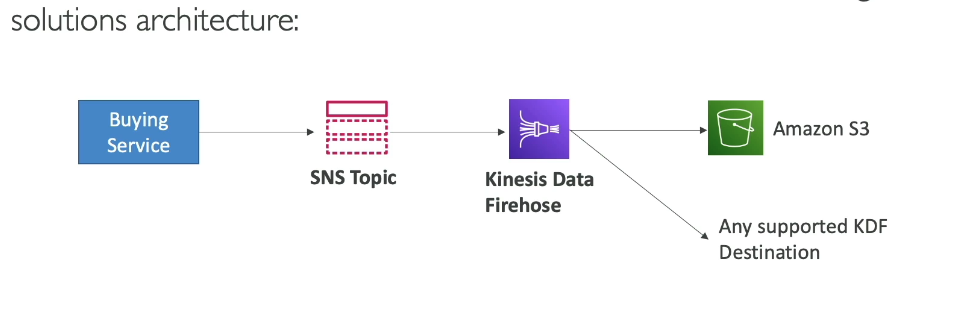 solutions architecture:
Buying
Service
SNS Topic
Kinesis Data
Firehose
Amazon S3
Any supported KDF
Destination